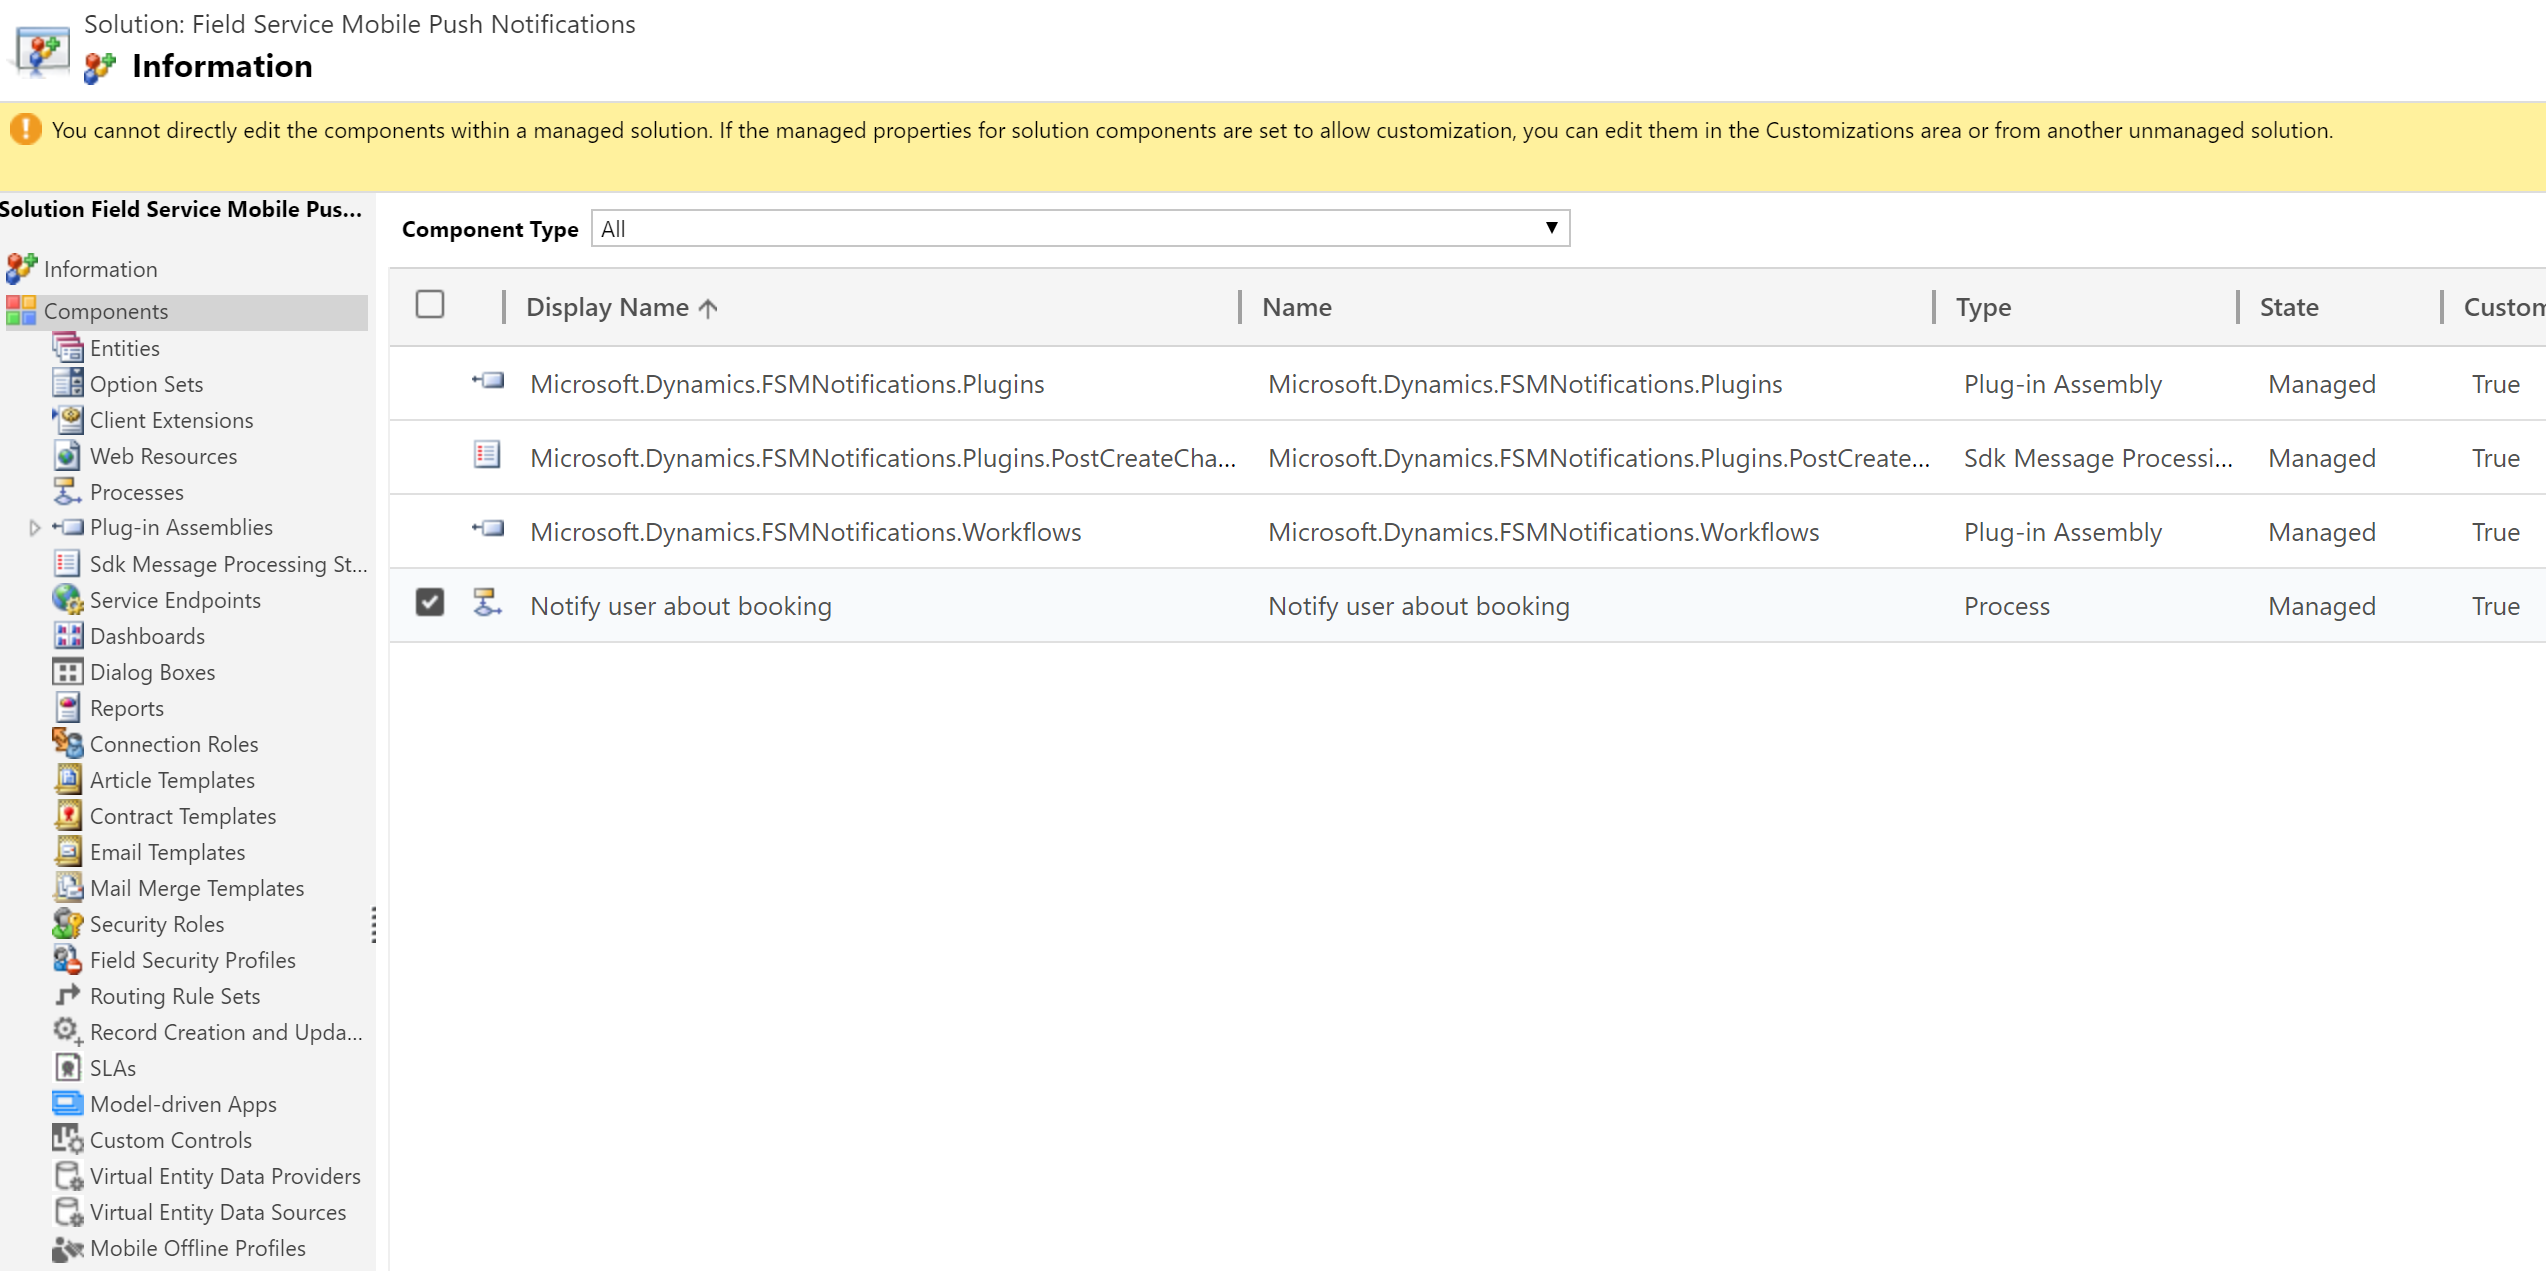 Solution: Field Service Mobile Push Notifications
Information
You cannot directly edit the components within a managed solution. If the managed properties for solution components are set to allow customization, you can edit them in the Customizations area or from another unmanaged solution.
Solution Field Service Mobile Pus...
Information
Components
Entities
Option Sets
Client Extensions
Web Resources
Processes
Plug-in Assemblies
Sdk Message Processing St...
Service Endpoints
Dashboards
Dialog Boxes
Reports
Connection Roles
Article Templates
Contract Templates
Email Templates
Mail Merge Templates
Security Roles
Field Security Profiles
Routing Rule Sets
Record Creation and Upda...
SLAs
Model-driven Apps
Custom Controls
Virtual Entity Data Providers
Virtual Entity Data Sources
Mobile Offline Profiles
Component Type All
Display Name Name Type State Custom
Microsoft.Dynamics.FSMNotifications.Plugins Microsoft.Dynamics.FSMNotifications.Plugins Plug-in Assembly Managed True
Microsoft.Dynamics.FSMNotifications.Plugins.PostCreateCha... Microsoft.Dynamics.FSMNotifications.Plugins.PostCreate... Sdk Message Processi... Managed True
Microsoft.Dynamics.FSMNotifications.Workflows Microsoft.Dynamics.FSMNotifications.Workflows Plug-in Assembly Managed True
Notify user about booking Notify user about booking Process Managed True